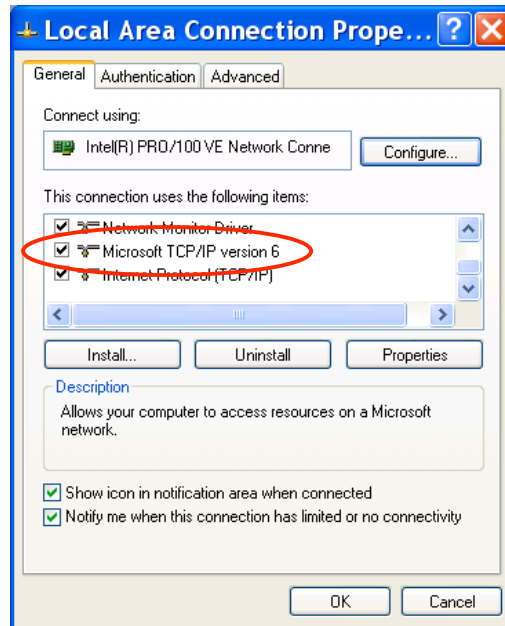 Local Area Connection Prope... ?
General Authentication Advanced
Connect using:
Intel(R) PRO/100 VE Network Conne
Configure...
This connection uses the following items:
Network Monitor Driver
Microsoft TCP/IP version 6
Internet Protocol (TCP/IP)
Install... Uninstall Properties
Description
Allows your computer to access resources on a Microsoft
network.
Show icon in notification area when connected
Notify me when this connection has limited or no connectivity
OK Cancel